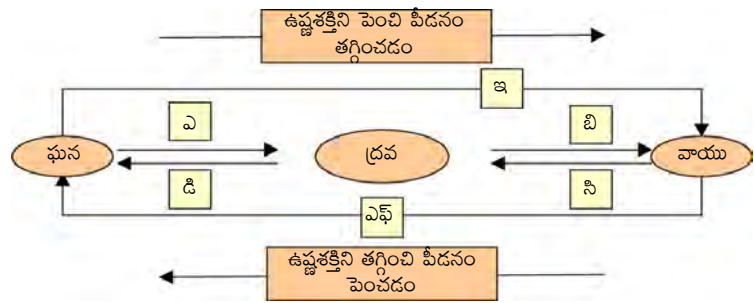 ఉష్ణశక్తిని పెంచి పీడనం
తగ్గించడం
ఇ
ఎ
బి
ఘన
ద్రవ
వాయు
డి
సి
ఎఫ్
ఉష్ణశక్తిని తగ్గించి పీడనం
పెంచడం